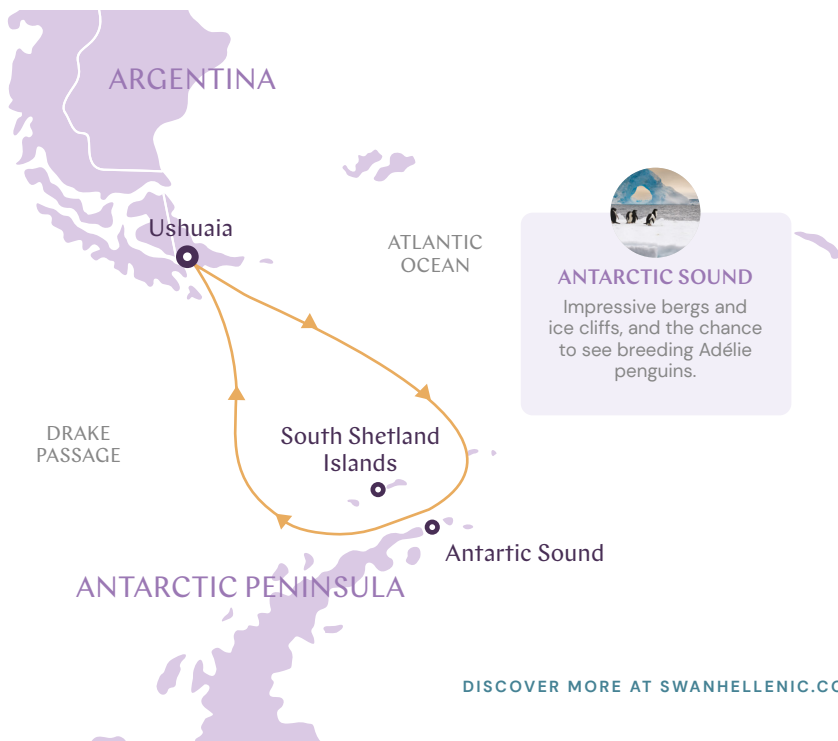 ARGENTINA
Ushuaia
ATLANTIC
OCEAN
ANTARCTIC SOUND
Impressive bergs and
ice cliffs, and the chance
to see breeding Adélie
penguins.
DRAKE
PASSAGE
South Shetland
Islands
Antartic Sound
ANTARCTIC PENINSULA
DISCOVER MORE AT SWANHELLENIC.CO